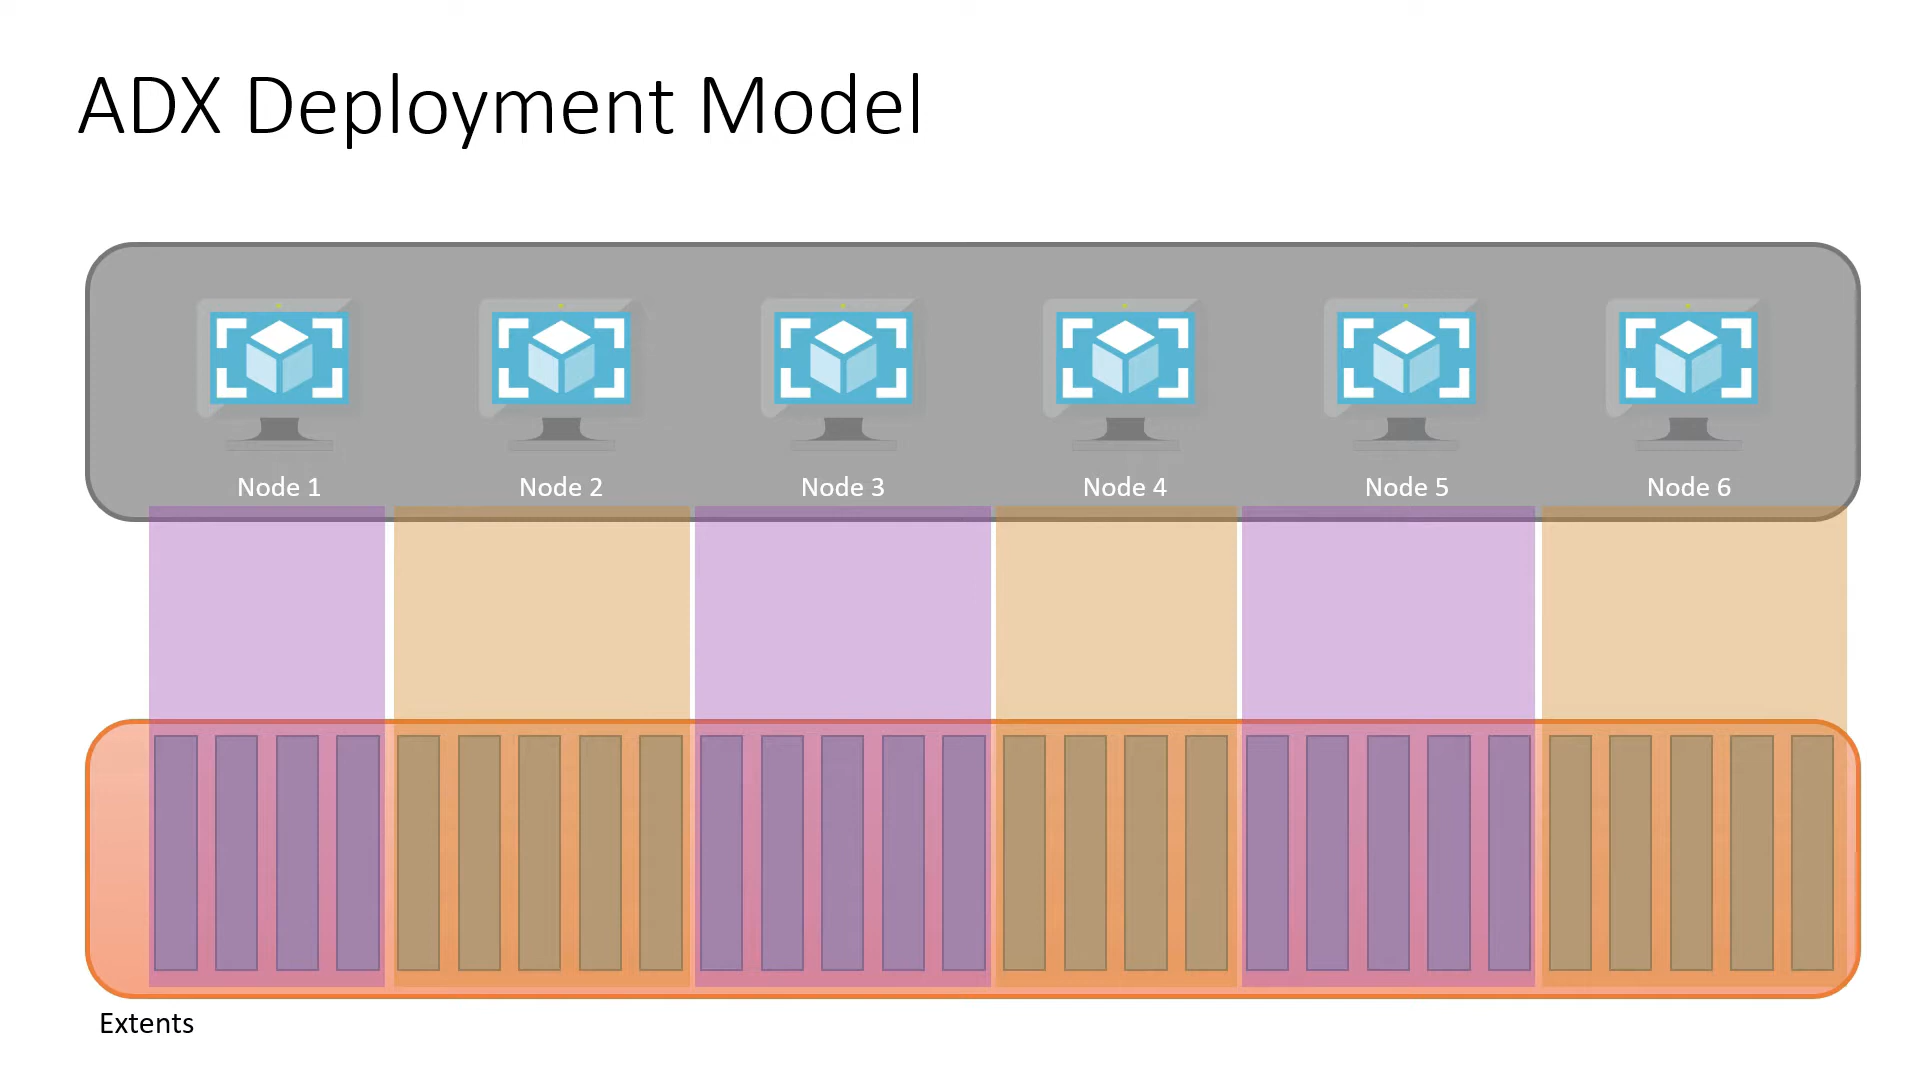 ADX Deployment Model
Node 1
Node 2
Node 3
Node 4
Node 5
Node 6
Extents